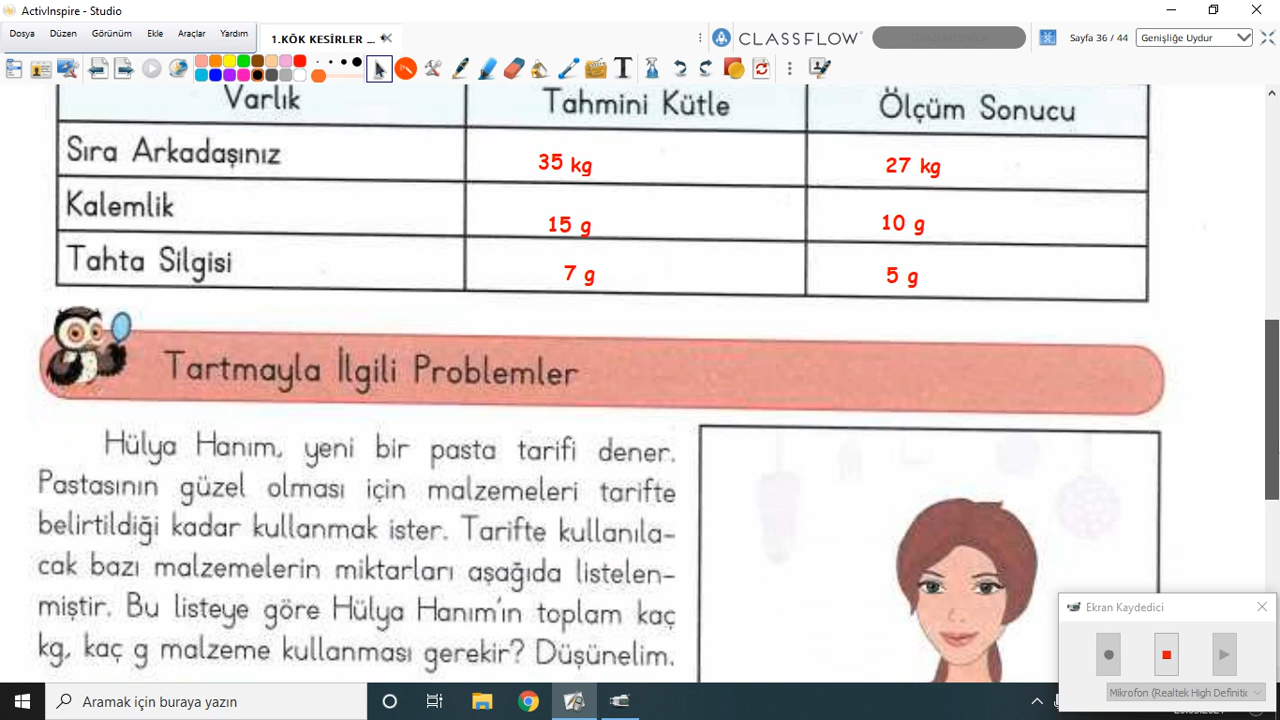 ActivInspire - Studio
Dosya Düzen Görünüm Ekle Araçlar Yardım
1.KÖK KESİRLER ...
CLASSFLOW
Sayfa 36 / 44
Genişliğe Uydur
Varlık Tahmini Kütle Ölçüm Sonucu
Sıra Arkadaşınız 35 kg 27 kg
Kalemlik 15 g 10 g
Tahta Silgisi 7 g 5 g
Tartmayla İlgili Problemler
Hülya Hanım, yeni bir pasta tarifi dener.
Pastasının güzel olması için malzemeleri tarifte
belirtildiği kadar kullanmak ister. Tarifte kullanıla-
cak bazı malzemelerin miktarları aşağıda listelen-
miştir. Bu listeye göre Hülya Hanım'ın toplam kaç
kg, kaç g malzeme kullanması gerekir? Düşünelim.
Ekran Kaydedici
Mikrofon (Realtek High Definitic
Aramak için buraya yazın